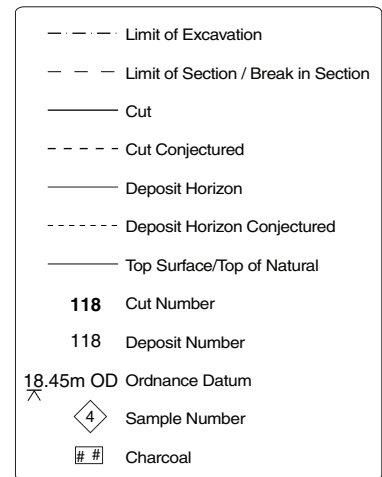 Limit of Excavation
Limit of Section / Break in Section
Cut
Cut Conjectured
Deposit Horizon
Deposit Horizon Conjectured
Top Surface/Top of Natural
118 Cut Number
118 Deposit Number
18.45m OD Ordnance Datum
4 Sample Number
# # Charcoal